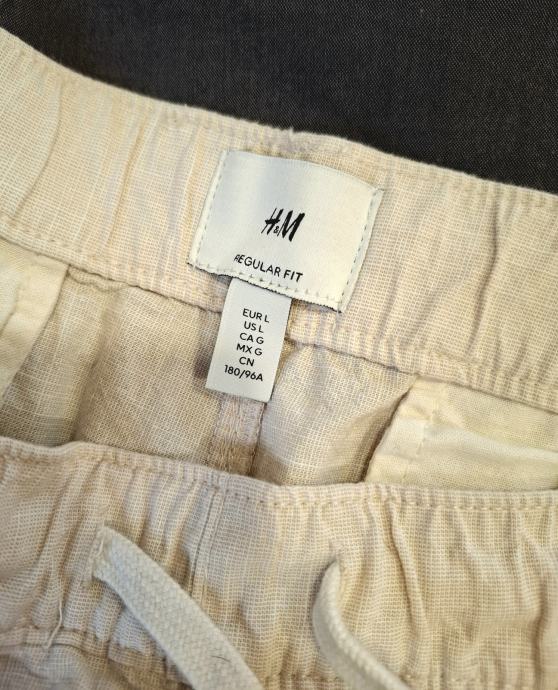 H&M
REGULAR FIT
EUR L
US L
CA G
MX G
CN
180/96A